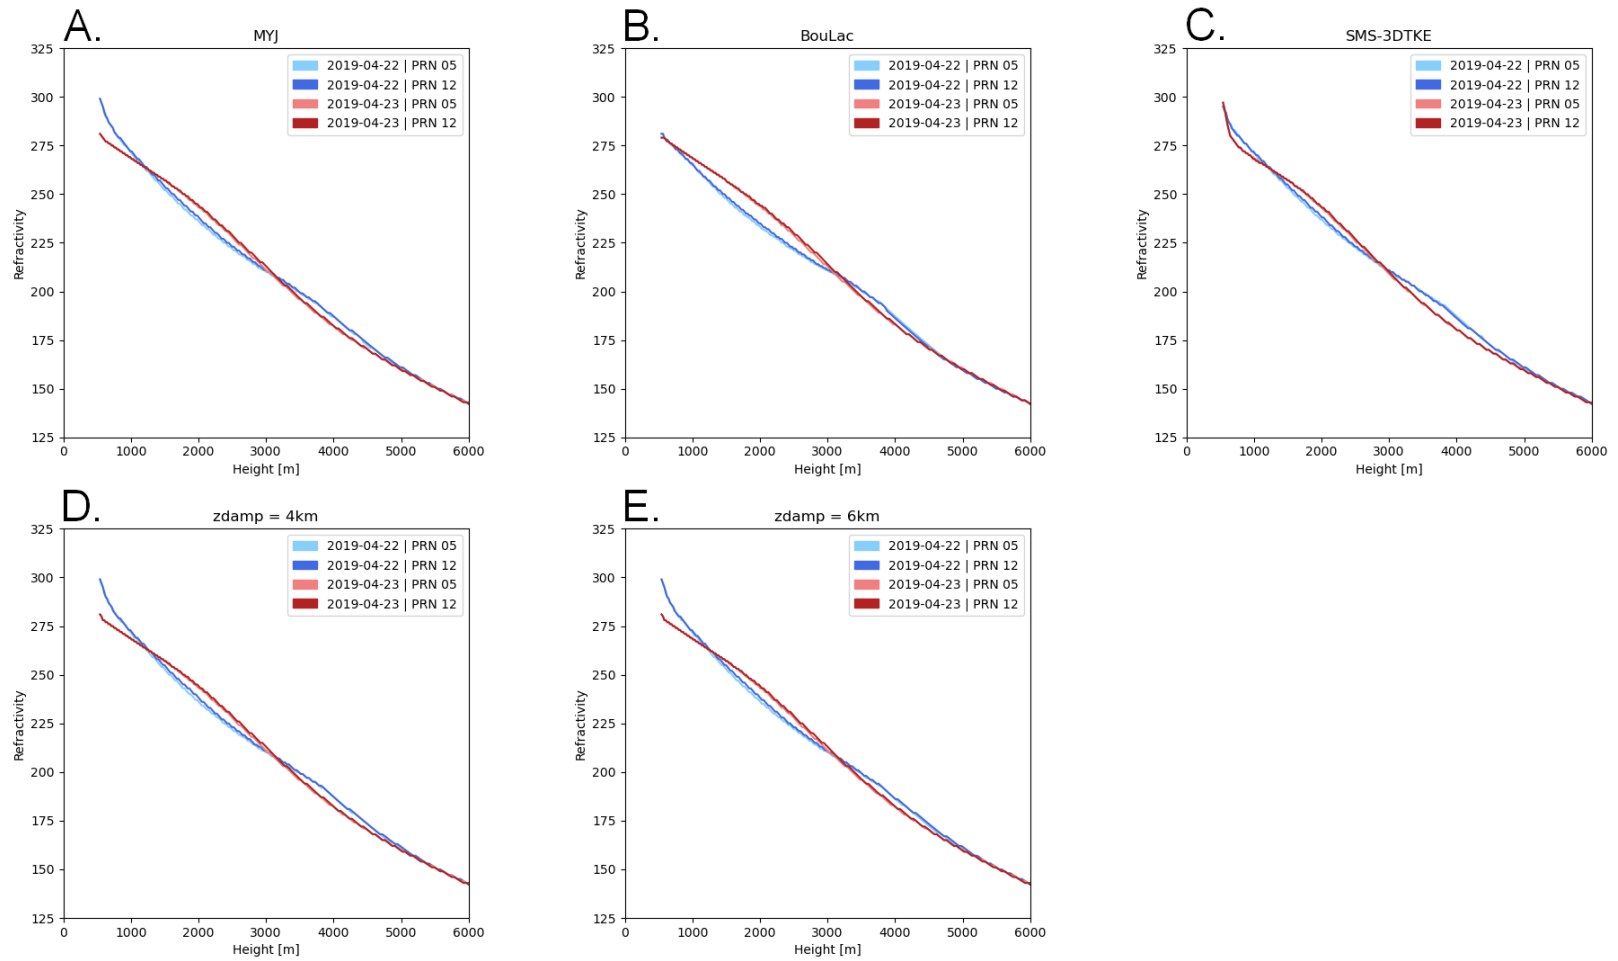 A.
MYJ
325
300
275
250
225
200
175
150
125
0 1000 2000 3000 4000 5000 6000
Refractivity
Height [m]
2019-04-22 | PRN 05
2019-04-22 | PRN 12
2019-04-23 | PRN 05
2019-04-23 | PRN 12
B.
BouLac
325
300
275
250
225
200
175
150
125
0 1000 2000 3000 4000 5000 6000
Refractivity
Height [m]
2019-04-22 | PRN 05
2019-04-22 | PRN 12
2019-04-23 | PRN 05
2019-04-23 | PRN 12
C.
SMS-3DTKE
325
300
275
250
225
200
175
150
125
0 1000 2000 3000 4000 5000 6000
Refractivity
Height [m]
2019-04-22 | PRN 05
2019-04-22 | PRN 12
2019-04-23 | PRN 05
2019-04-23 | PRN 12
D.
zdamp = 4km
325
300
275
250
225
200
175
150
125
0 1000 2000 3000 4000 5000 6000
Refractivity
Height [m]
2019-04-22 | PRN 05
2019-04-22 | PRN 12
2019-04-23 | PRN 05
2019-04-23 | PRN 12
E.
zdamp = 6km
325
300
275
250
225
200
175
150
125
0 1000 2000 3000 4000 5000 6000
Refractivity
Height [m]
2019-04-22 | PRN 05
2019-04-22 | PRN 12
2019-04-23 | PRN 05
2019-04-23 | PRN 12